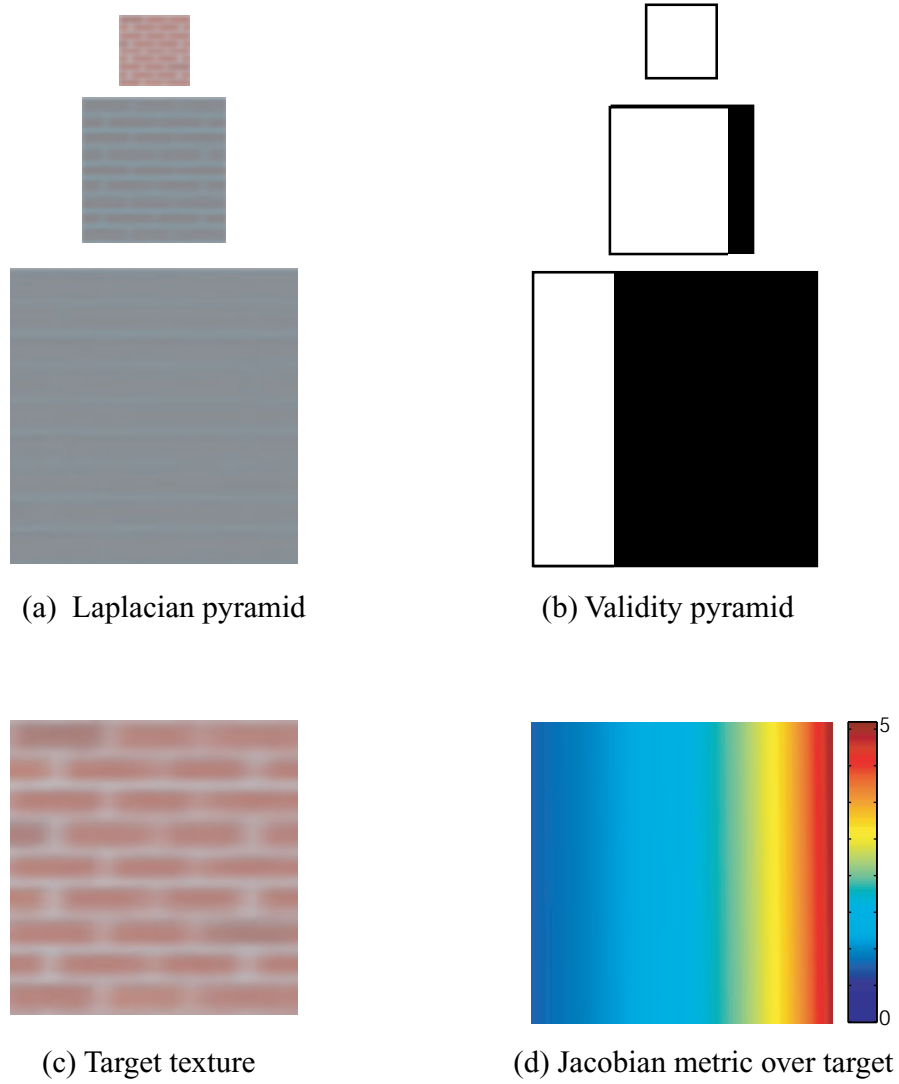 (a) Laplacian pyramid
(b) Validity pyramid
5
0
(c) Target texture
(d) Jacobian metric over target